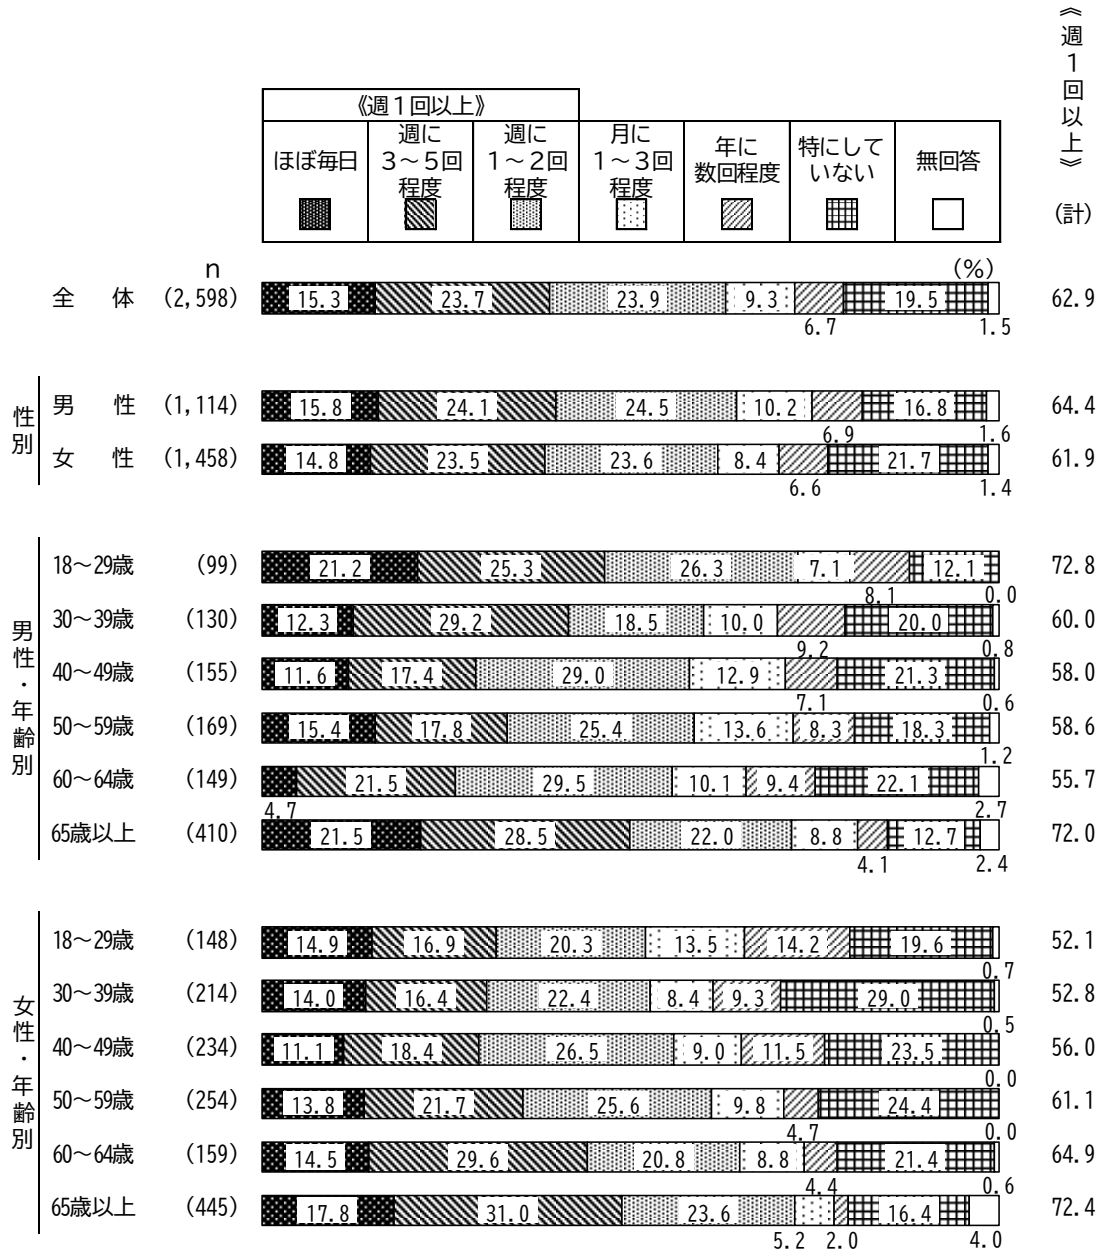 《週１回以上》
(計)
《週１回以上》
ほぼ毎日
週に
３～５回
程度
週に
１～２回
程度
月に
１～３回
程度
年に
数回程度
特にして
いない
無回答
n
(%)
全 体 (2,598) 15.3 23.7 23.9 9.3 19.5 62.9
6.7 1.5
性別
男 性 (1,114) 15.8 24.1 24.5 10.2 16.8 64.4
6.9 1.6
女 性 (1,458) 14.8 23.5 23.6 8.4 21.7 61.9
6.6 1.4
男性・年齢別
18～29歳 (99) 21.2 25.3 26.3 7.1 12.1 72.8
8.1 0.0
30～39歳 (130) 12.3 29.2 18.5 10.0 20.0 60.0
9.2 0.8
40～49歳 (155) 11.6 17.4 29.0 12.9 21.3 58.0
7.1 0.6
50～59歳 (169) 15.4 17.8 25.4 13.6 8.3 18.3 58.6
1.2
60～64歳 (149) 21.5 29.5 10.1 9.4 22.1 55.7
4.7 2.7
65歳以上 (410) 21.5 28.5 22.0 8.8 12.7 72.0
4.1 2.4
女性・年齢別
18～29歳 (148) 14.9 16.9 20.3 13.5 14.2 19.6 52.1
0.7
30～39歳 (214) 14.0 16.4 22.4 8.4 9.3 29.0 52.8
0.5
40～49歳 (234) 11.1 18.4 26.5 9.0 11.5 23.5 56.0
0.0
50～59歳 (254) 13.8 21.7 25.6 9.8 24.4 61.1
4.7 0.0
60～64歳 (159) 14.5 29.6 20.8 8.8 21.4 64.9
4.4 0.6
65歳以上 (445) 17.8 31.0 23.6 16.4 72.4
5.2 2.0 4.0